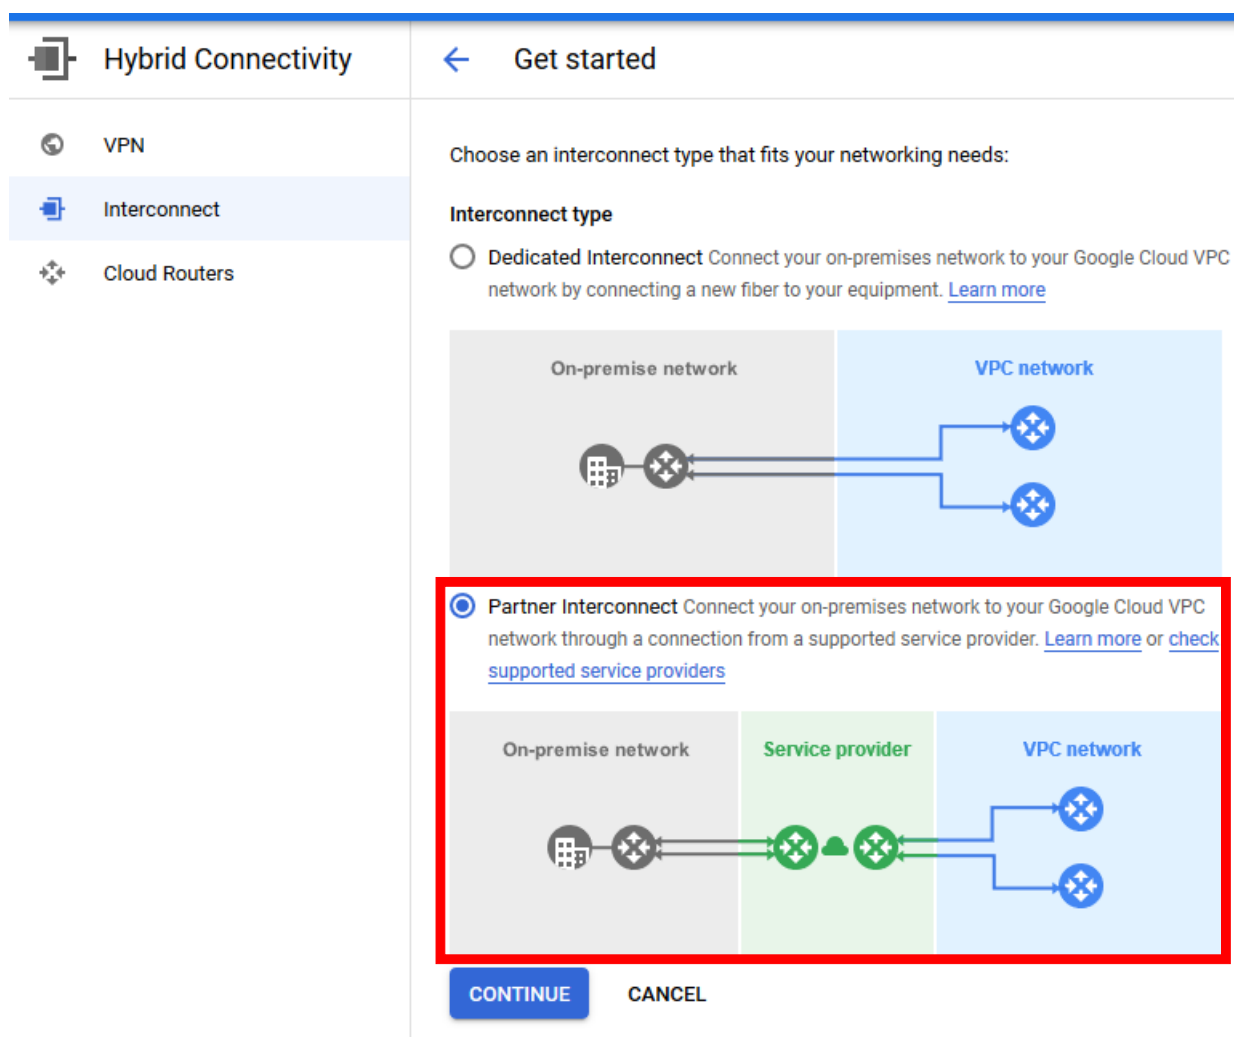 Hybrid Connectivity
Get started
VPN
Interconnect
Cloud Routers
Choose an interconnect type that fits your networking needs:
Interconnect type
Dedicated Interconnect Connect your on-premises network to your Google Cloud VPC
network by connecting a new fiber to your equipment. Learn more
On-premise network
VPC network
Partner Interconnect Connect your on-premises network to your Google Cloud VPC
network through a connection from a supported service provider. Learn more or check
supported service providers
On-premise network
Service provider
VPC network
CONTINUE
CANCEL